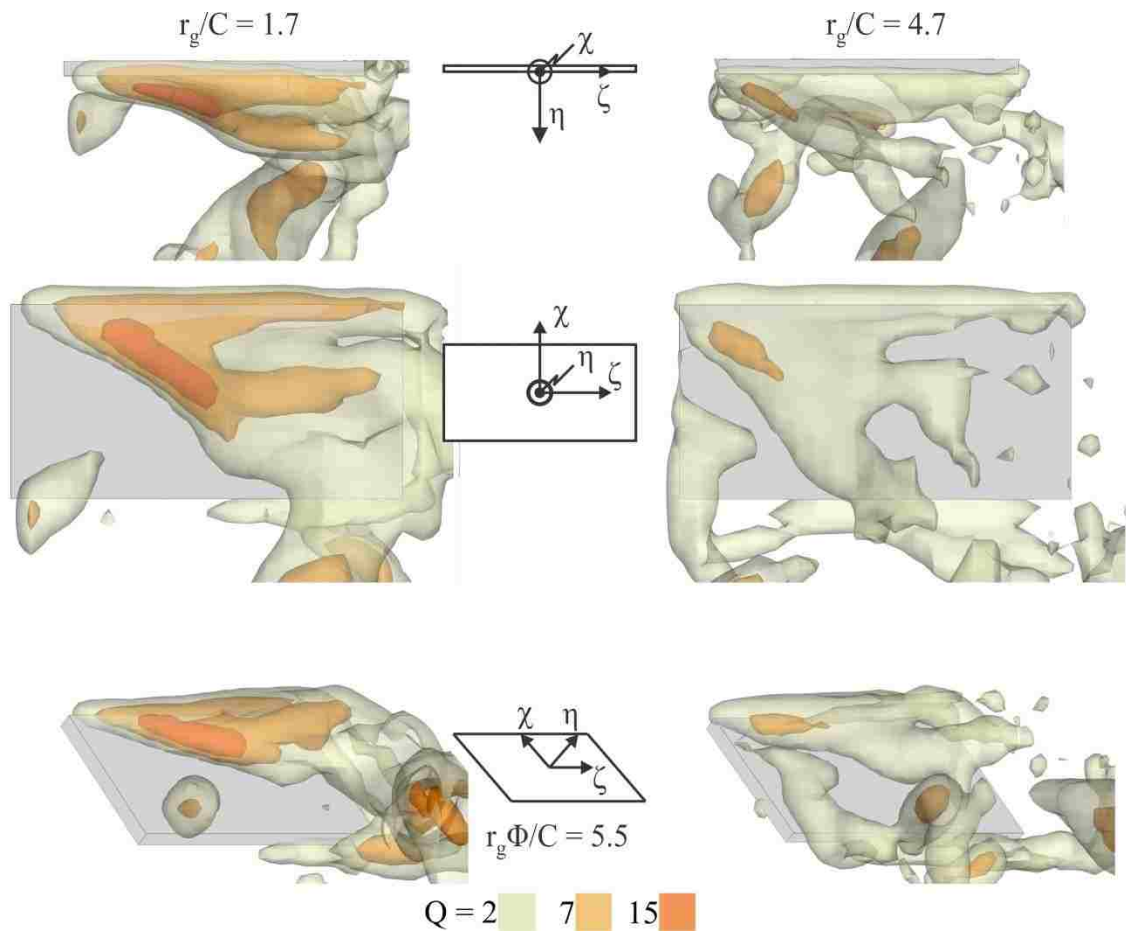 r_g/C = 1.7
r_g/C = 4.7
χ
ζ
η
χ
η
ζ
χ
η
ζ
r_gΦ/C = 5.5
Q = 2 7 15